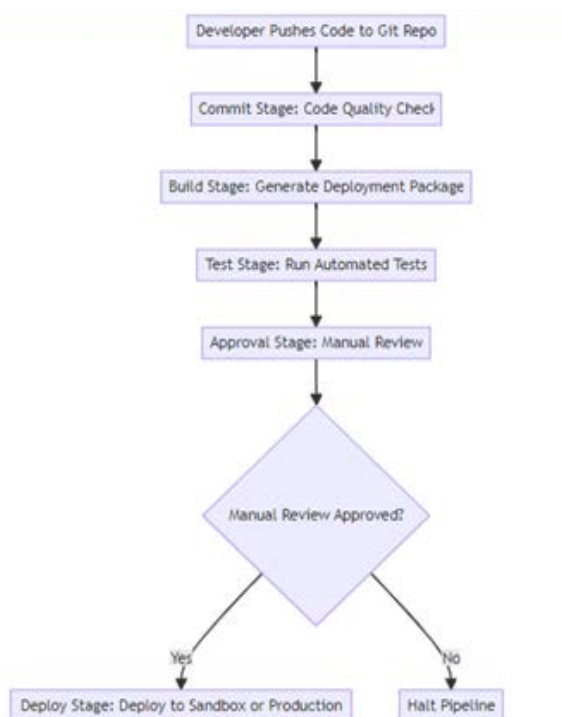 Developer Pushes Code to Git Repo
Commit Stage: Code Quality Check
Build Stage: Generate Deployment Package
Test Stage: Run Automated Tests
Approval Stage: Manual Review
Manual Review Approved?
Yes
No
Deploy Stage: Deploy to Sandbox or Production
Halt Pipeline